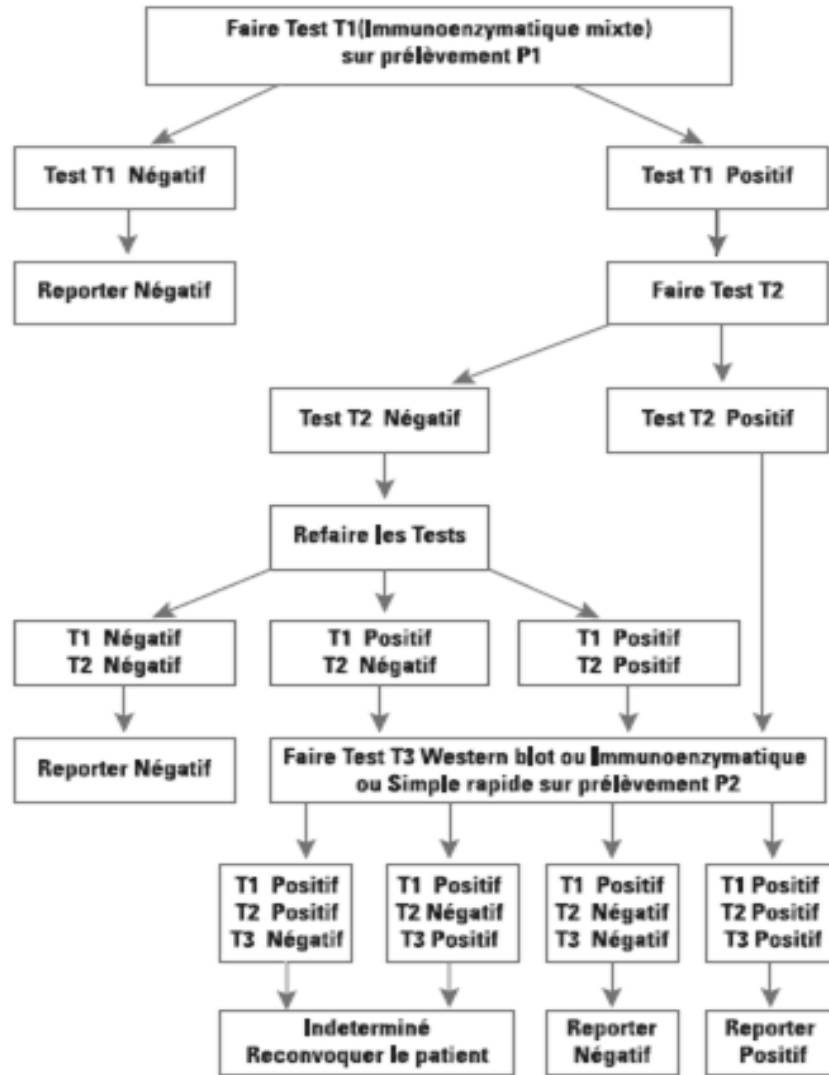 Faire Test T1(Immunoenzymatique mixte)
sur prélèvement P1
Test T1 Négatif
Test T1 Positif
Reporter Négatif
Faire Test T2
Test T2 Négatif
Test T2 Positif
Refaire les Tests
T1 Négatif
T2 Négatif
T1 Positif
T2 Négatif
T1 Positif
T2 Positif
Reporter Négatif
Faire Test T3 Western blot ou Immunoenzymatique
ou Simple rapide sur prélèvement P2
T1 Positif
T2 Positif
T3 Négatif
T1 Positif
T2 Négatif
T3 Positif
T1 Positif
T2 Négatif
T3 Négatif
T1 Positif
T2 Positif
T3 Positif
Indeterminé
Reconvoquer le patient
Reporter
Négatif
Reporter
Positif